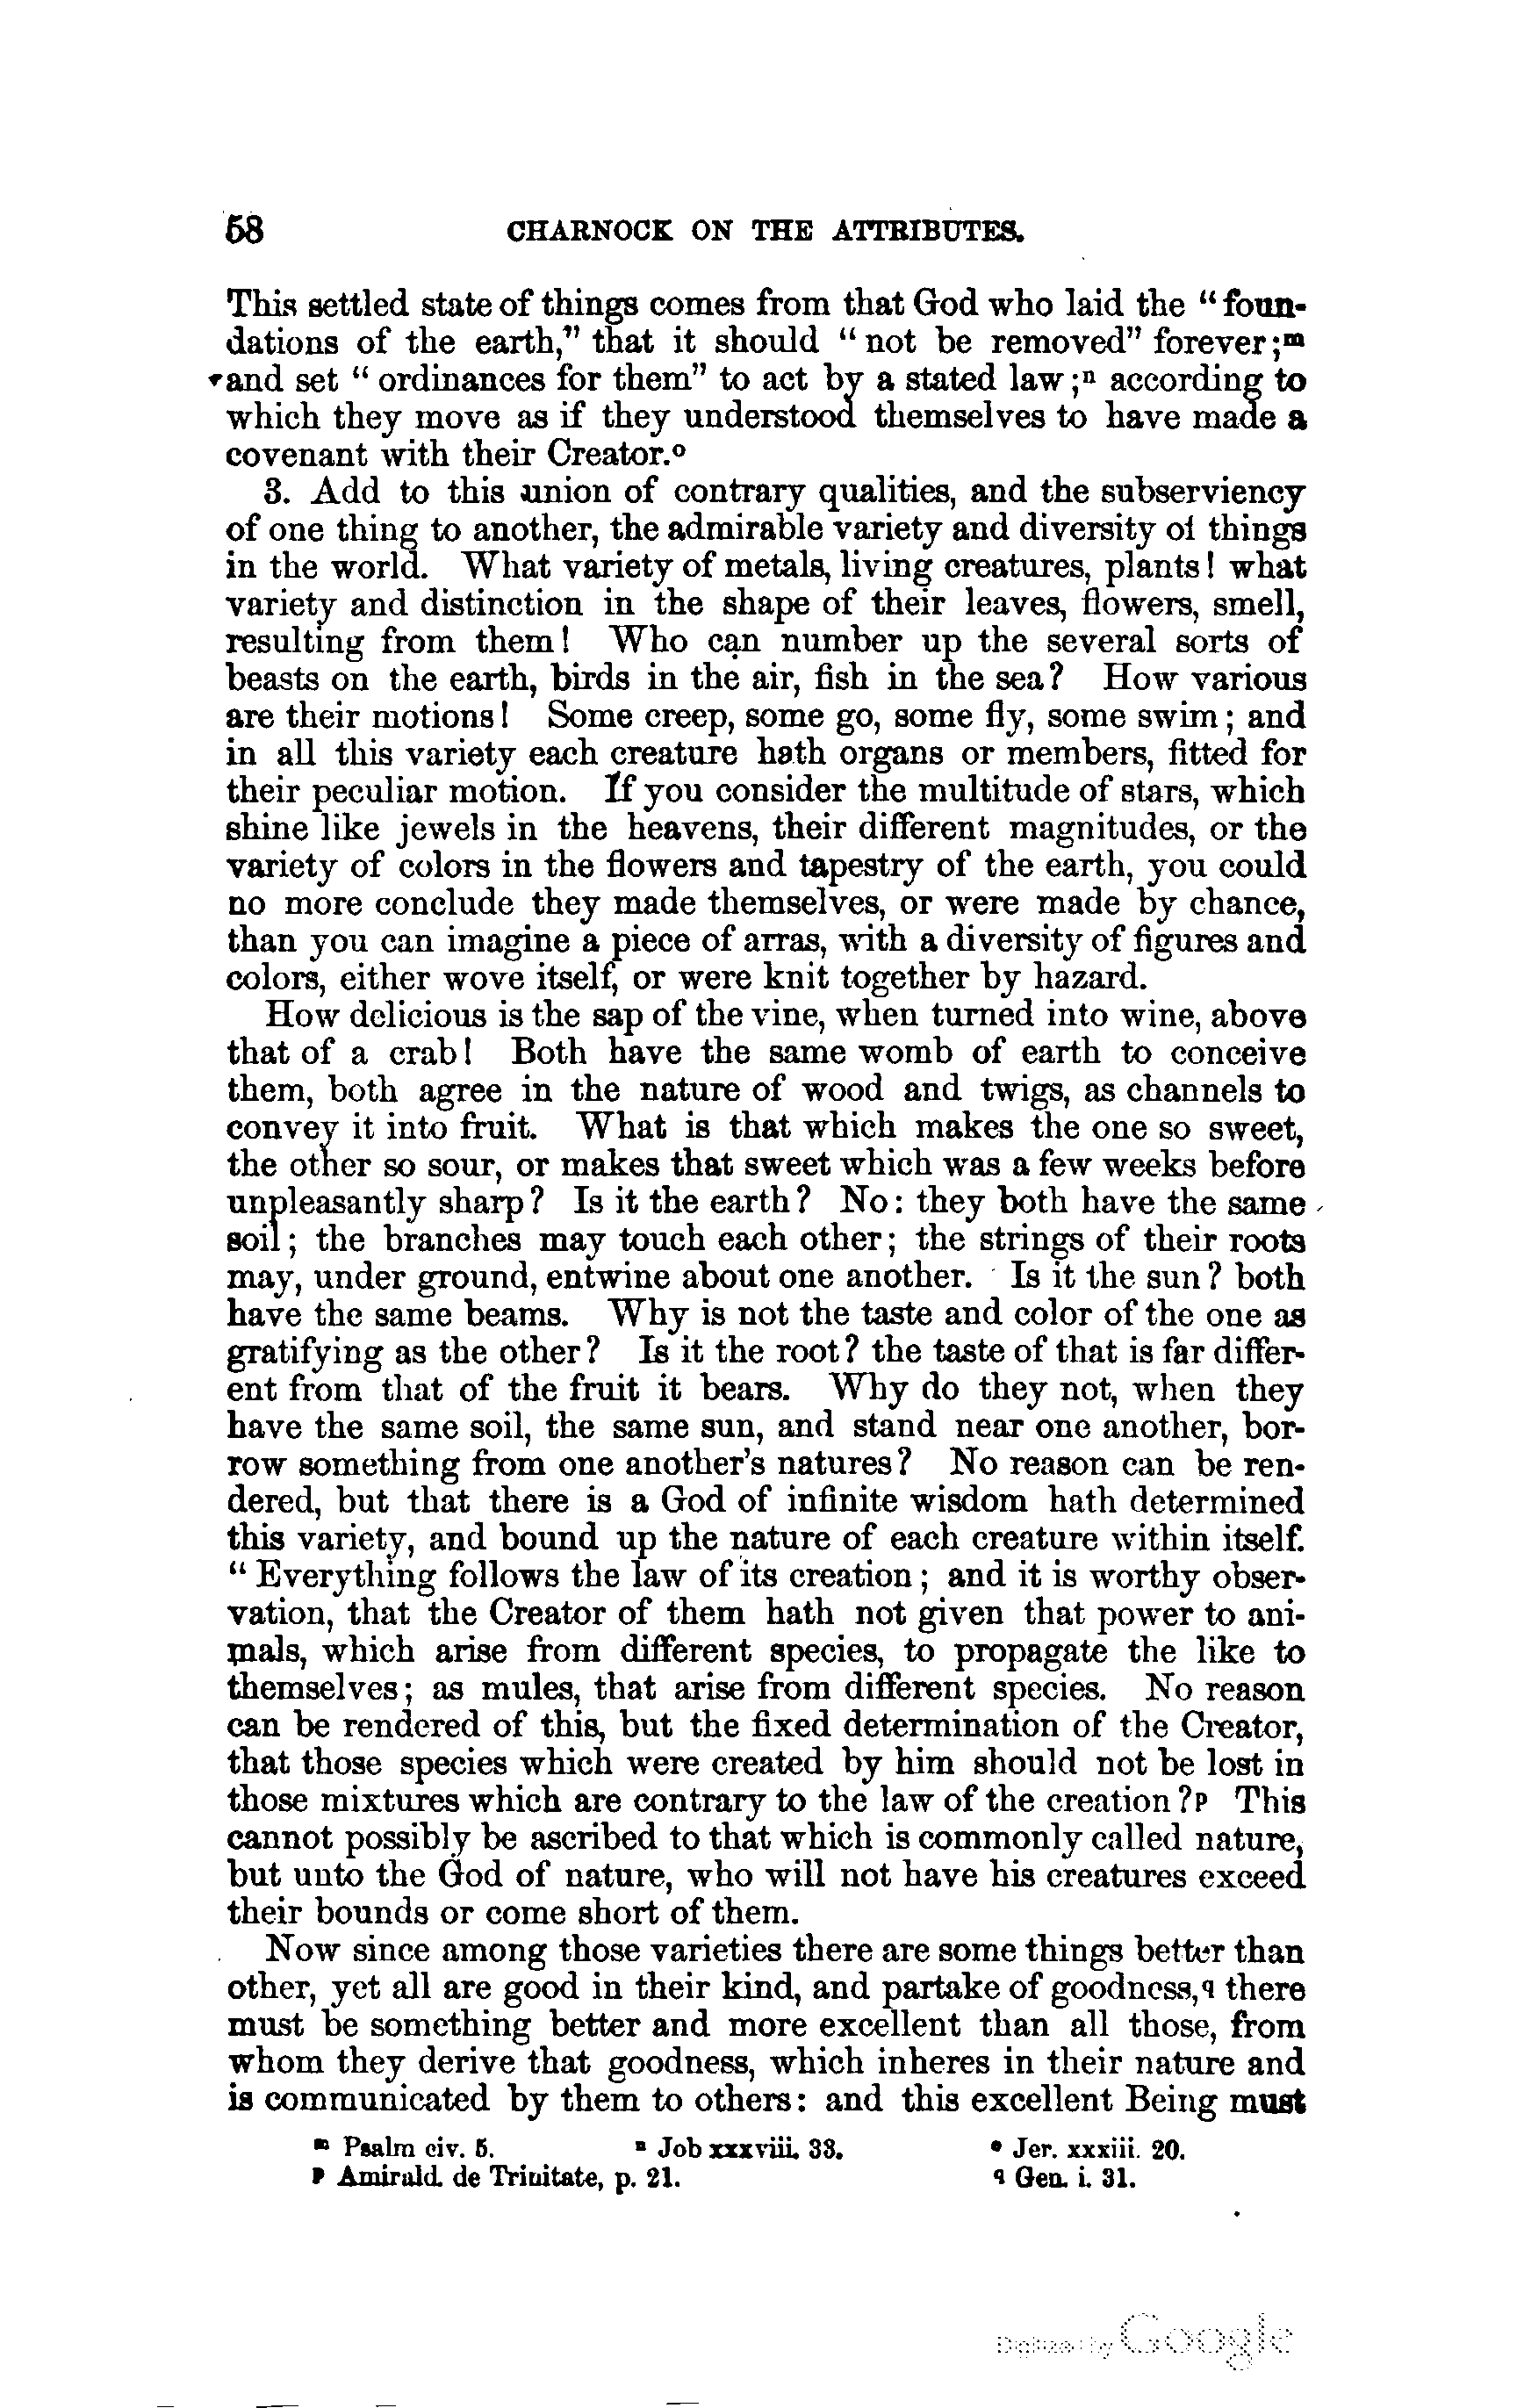 58 CHARNOCK ON THE ATTRIBUTES.
This settled state of things comes from that God who laid the “foun-
dations of the earth,” that it should “not be removed” forever;ᵐ
and set “ordinances for them” to act by a stated law;ⁿ according to
which they move as if they understood themselves to have made a
covenant with their Creator.ᵒ
3. Add to this union of contrary qualities, and the subserviency
of one thing to another, the admirable variety and diversity of things
in the world. What variety of metals, living creatures, plants! what
variety and distinction in the shape of their leaves, flowers, smell,
resulting from them! Who can number up the several sorts of
beasts on the earth, birds in the air, fish in the sea? How various
are their motions! Some creep, some go, some fly, some swim; and
in all this variety each creature hath organs or members, fitted for
their peculiar motion. If you consider the multitude of stars, which
shine like jewels in the heavens, their different magnitudes, or the
variety of colors in the flowers and tapestry of the earth, you could
no more conclude they made themselves, or were made by chance,
than you can imagine a piece of arras, with a diversity of figures and
colors, either wove itself, or were knit together by hazard.
How delicious is the sap of the vine, when turned into wine, above
that of a crab! Both have the same womb of earth to conceive
them, both agree in the nature of wood and twigs, as channels to
convey it into fruit. What is that which makes the one so sweet,
the other so sour, or makes that sweet which was a few weeks before
unpleasantly sharp? Is it the earth? No: they both have the same
soil; the branches may touch each other; the strings of their roots
may, under ground, entwine about one another. Is it the sun? both
have the same beams. Why is not the taste and color of the one as
gratifying as the other? Is it the root? the taste of that is far differ-
ent from that of the fruit it bears. Why do they not, when they
have the same soil, the same sun, and stand near one another, bor-
row something from one another’s natures? No reason can be ren-
dered, but that there is a God of infinite wisdom hath determined
this variety, and bound up the nature of each creature within itself.
“Everything follows the law of its creation; and it is worthy obser-
vation, that the Creator of them hath not given that power to ani-
mals, which arise from different species, to propagate the like to
themselves; as mules, that arise from different species. No reason
can be rendered of this, but the fixed determination of the Creator,
that those species which were created by him should not be lost in
those mixtures which are contrary to the law of the creation?ᵖ This
cannot possibly be ascribed to that which is commonly called nature,
but unto the God of nature, who will not have his creatures exceed
their bounds or come short of them.
Now since among those varieties there are some things better than
other, yet all are good in their kind, and partake of goodness,q there
must be something better and more excellent than all those, from
whom they derive that goodness, which inheres in their nature and
is communicated by them to others: and this excellent Being must
ᵐ Psalm civ. 5. ⁿ Job xxxviii. 33. ᵒ Jer. xxxiii. 20.
ᵖ Amirald. de Trinitate, p. 21. q Gen. i. 31.
Digitized by Google